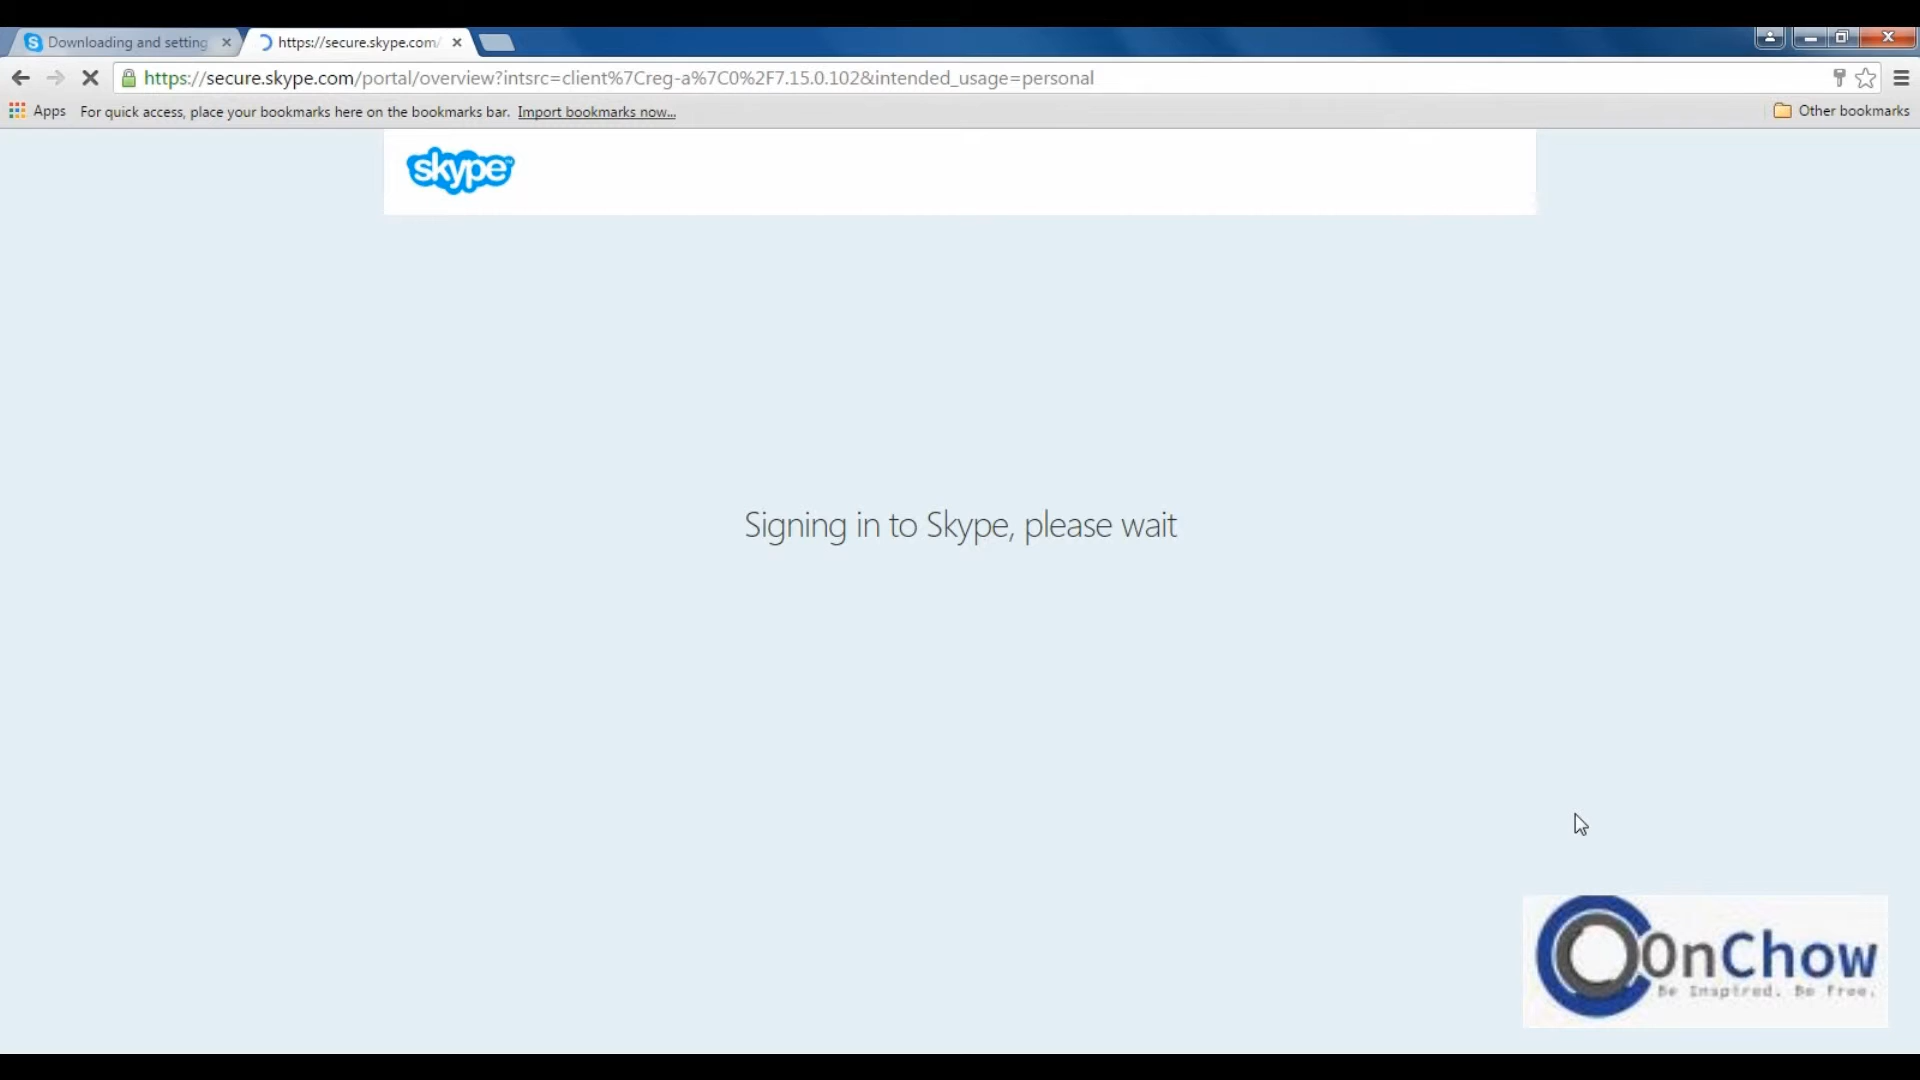 Downloading and setting
https://secure.skype.com/
https://secure.skype.com/portal/overview?intsrc=client%7Creg-a%7C0%2F7.15.0.102&intended_usage=personal
Apps For quick access, place your bookmarks here on the bookmarks bar. Import bookmarks now... Other bookmarks
skype™
Signing in to Skype, please wait
OnChow
Be Inspired. Be Free.